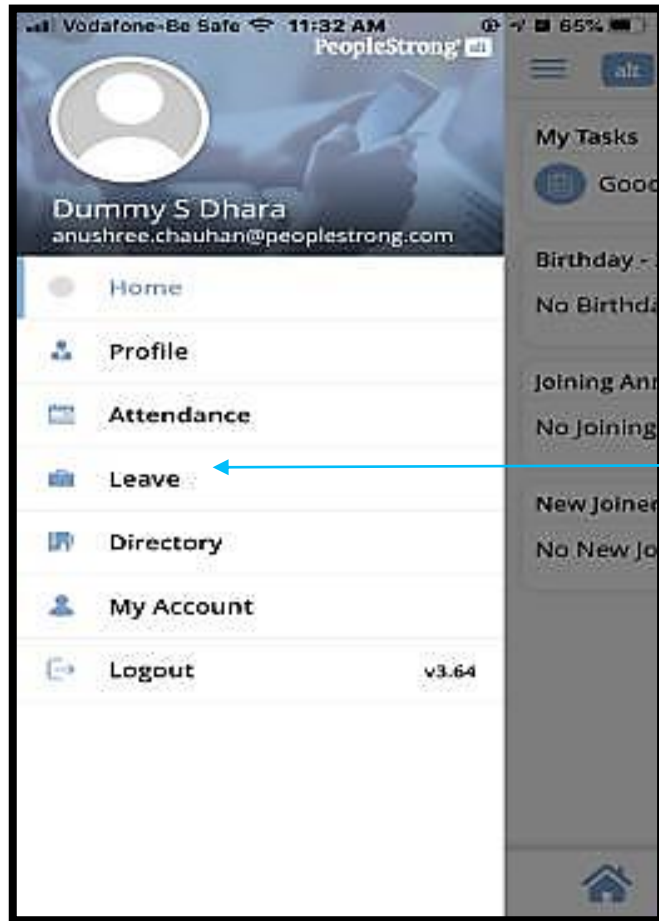 Vodafone-Be Safe 11:32 AM 65%
PeopleStrong alt
Dummy S Dhara
anushree.chauhan@peoplestrong.com
Home
Profile
Attendance
Leave
Directory
My Account
Logout v3.64
alt
My Tasks
Good
Birthday -
No Birthda
Joining Ann
No Joining
New Joiner
No New Jo